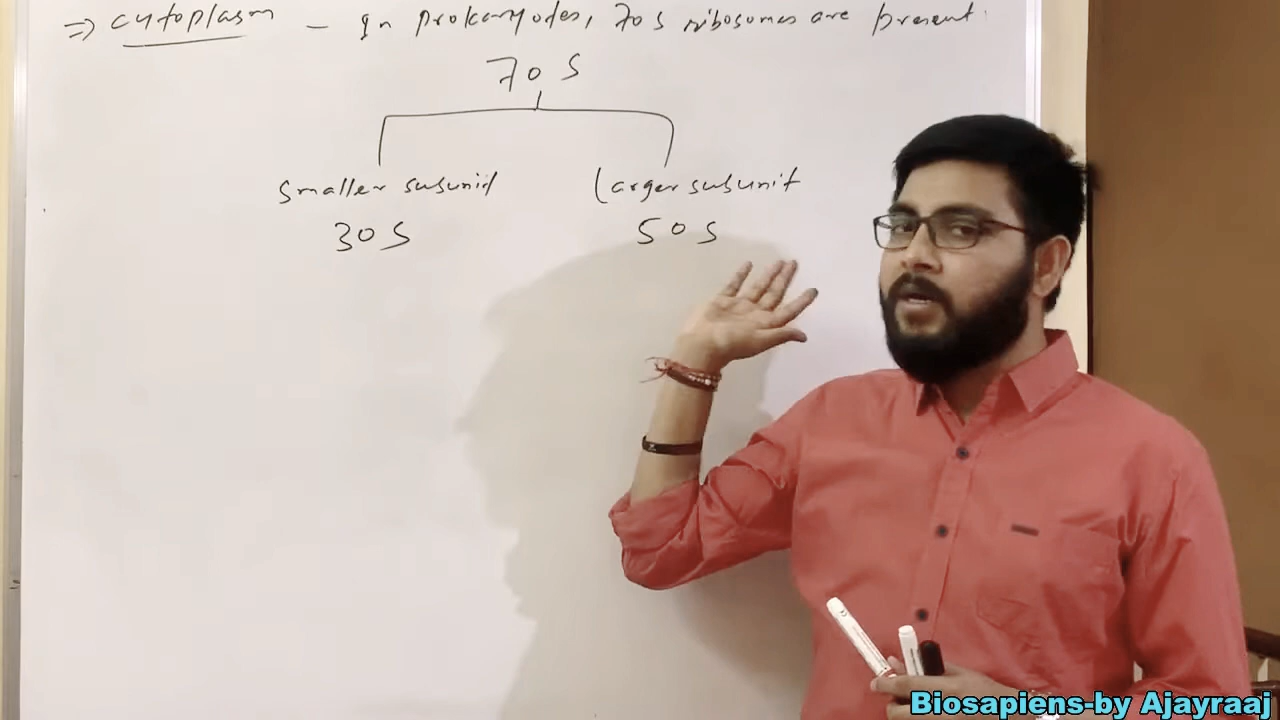 ⇒ cytoplasm - In prokaryotes, 70s ribosomes are present.
70 S
smaller subunit Larger subunit
30 S 50 S
Biosapiens-by Ajayraaj